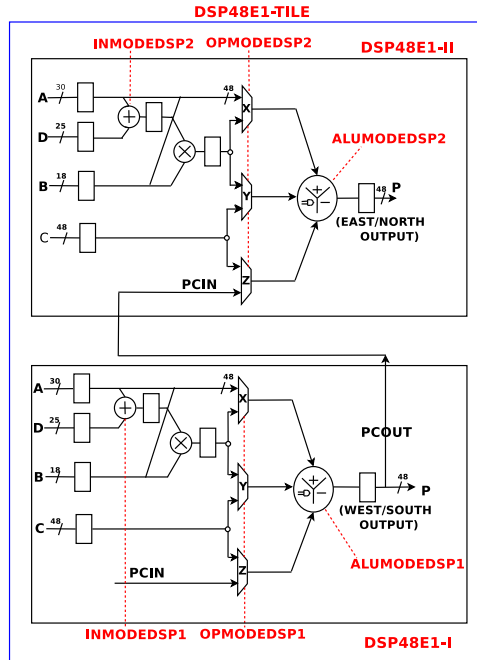 DSP48E1-TILE
INMODEDSP2 OPMODEDSP2
DSP48E1-II
30
A
48
X
25
D
ALUMODEDSP2
18
B
Y
48
P
(EAST/NORTH
OUTPUT)
48
C
Z
PCIN
30
A
48
X
25
D
PCOUT
18
B
Y
48
P
(WEST/SOUTH
OUTPUT)
48
C
Z
PCIN
ALUMODEDSP1
INMODEDSP1 OPMODEDSP1
DSP48E1-I